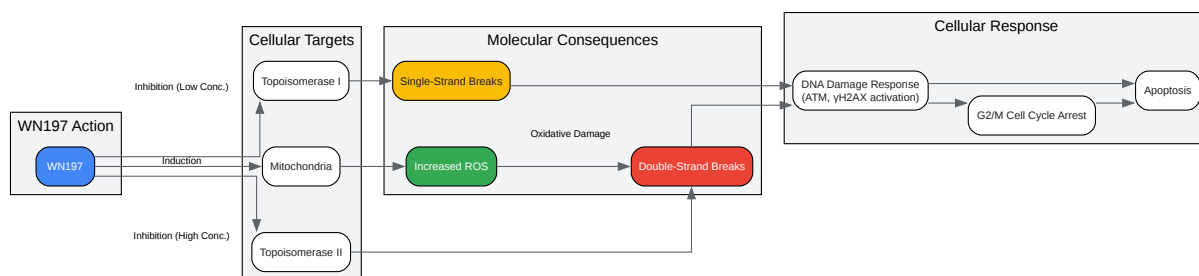 WN197 Action
WN197
Inhibition (Low Conc.)
Induction
Inhibition (High Conc.)
Cellular Targets
Topoisomerase I
Mitochondria
Topoisomerase II
Molecular Consequences
Single-Strand Breaks
Increased ROS
Oxidative Damage
Double-Strand Breaks
Cellular Response
DNA Damage Response
(ATM, γH2AX activation)
G2/M Cell Cycle Arrest
Apoptosis